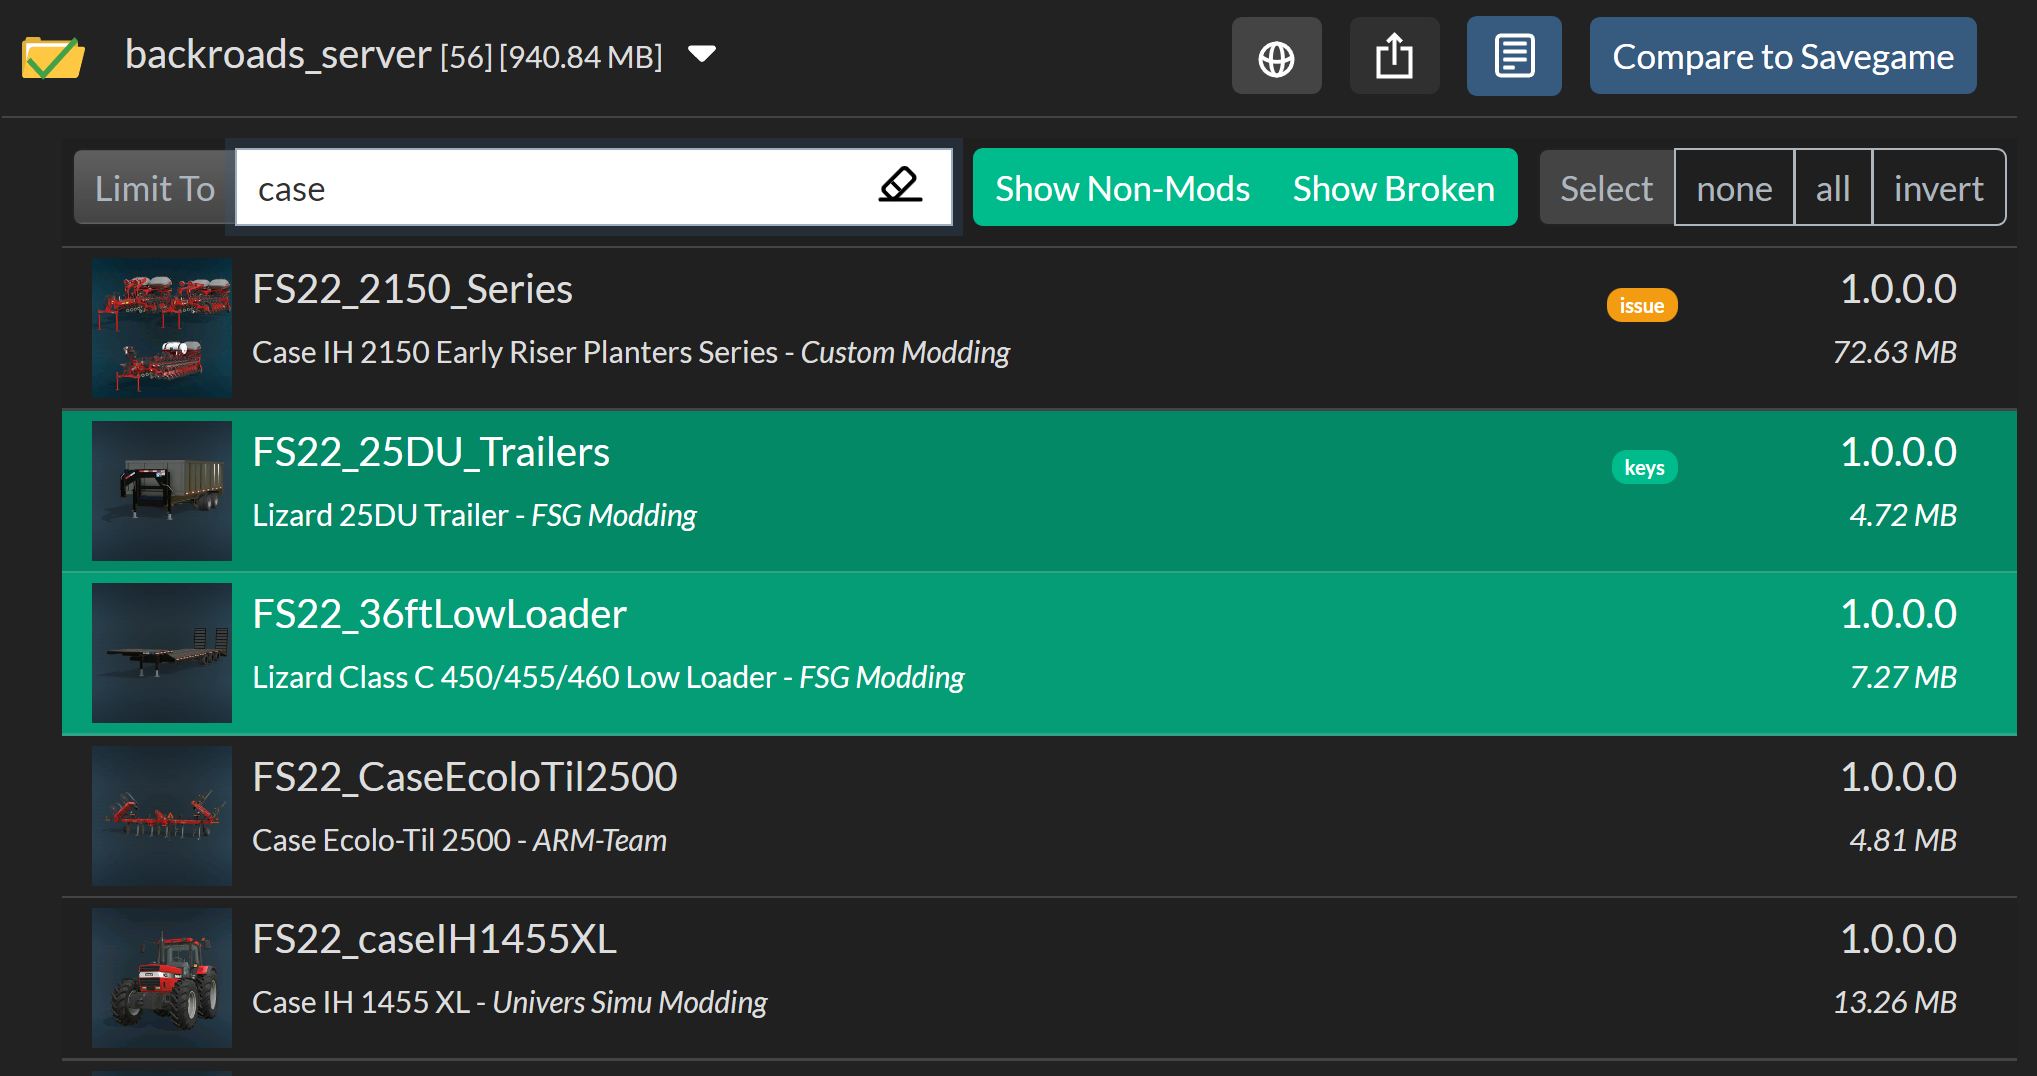 backroads_server [56] [940.84 MB]
Compare to Savegame
Limit To
case
Show Non-Mods
Show Broken
Select
none
all
invert
FS22_2150_Series
issue
1.0.0.0
Case IH 2150 Early Riser Planters Series - Custom Modding
72.63 MB
FS22_25DU_Trailers
keys
1.0.0.0
Lizard 25DU Trailer - FSG Modding
4.72 MB
FS22_36ftLowLoader
1.0.0.0
Lizard Class C 450/455/460 Low Loader - FSG Modding
7.27 MB
FS22_CaseEcoloTil2500
1.0.0.0
Case Ecolo-Til 2500 - ARM-Team
4.81 MB
FS22_caseIH1455XL
1.0.0.0
Case IH 1455 XL - Univers Simu Modding
13.26 MB